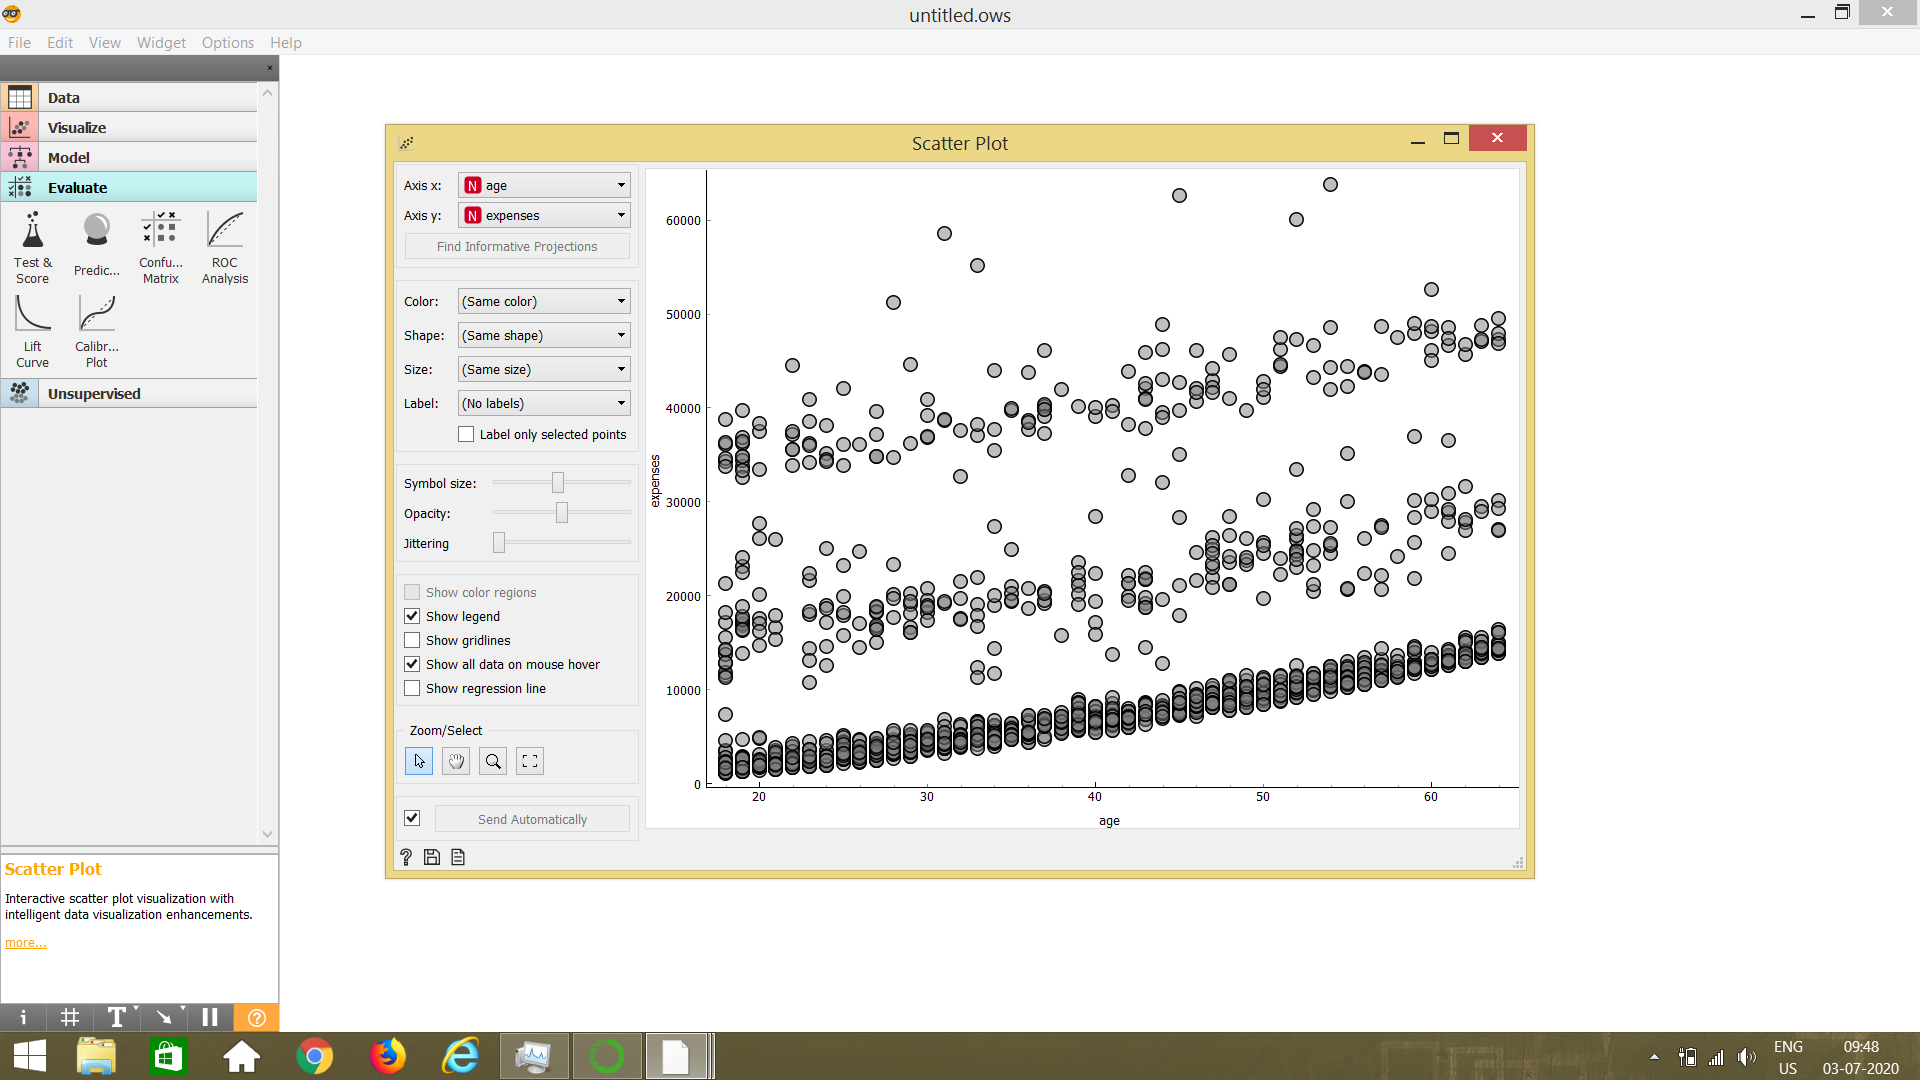 untitled.ows
File Edit View Widget Options Help
Data
Visualize
Model
Evaluate
Test & Score
Predic...
Confu... Matrix
ROC Analysis
Lift Curve
Calibr... Plot
Unsupervised
Scatter Plot
Interactive scatter plot visualization with
intelligent data visualization enhancements.
more...
Scatter Plot
Axis x: N age
Axis y: N expenses
Find Informative Projections
Color: (Same color)
Shape: (Same shape)
Size: (Same size)
Label: (No labels)
Label only selected points
Symbol size:
Opacity:
Jittering
Show color regions
Show legend
Show gridlines
Show all data on mouse hover
Show regression line
Zoom/Select
Send Automatically
expenses
60000
50000
40000
30000
20000
10000
0
20 30 40 50 60
age
ENG
US
09:48
03-07-2020